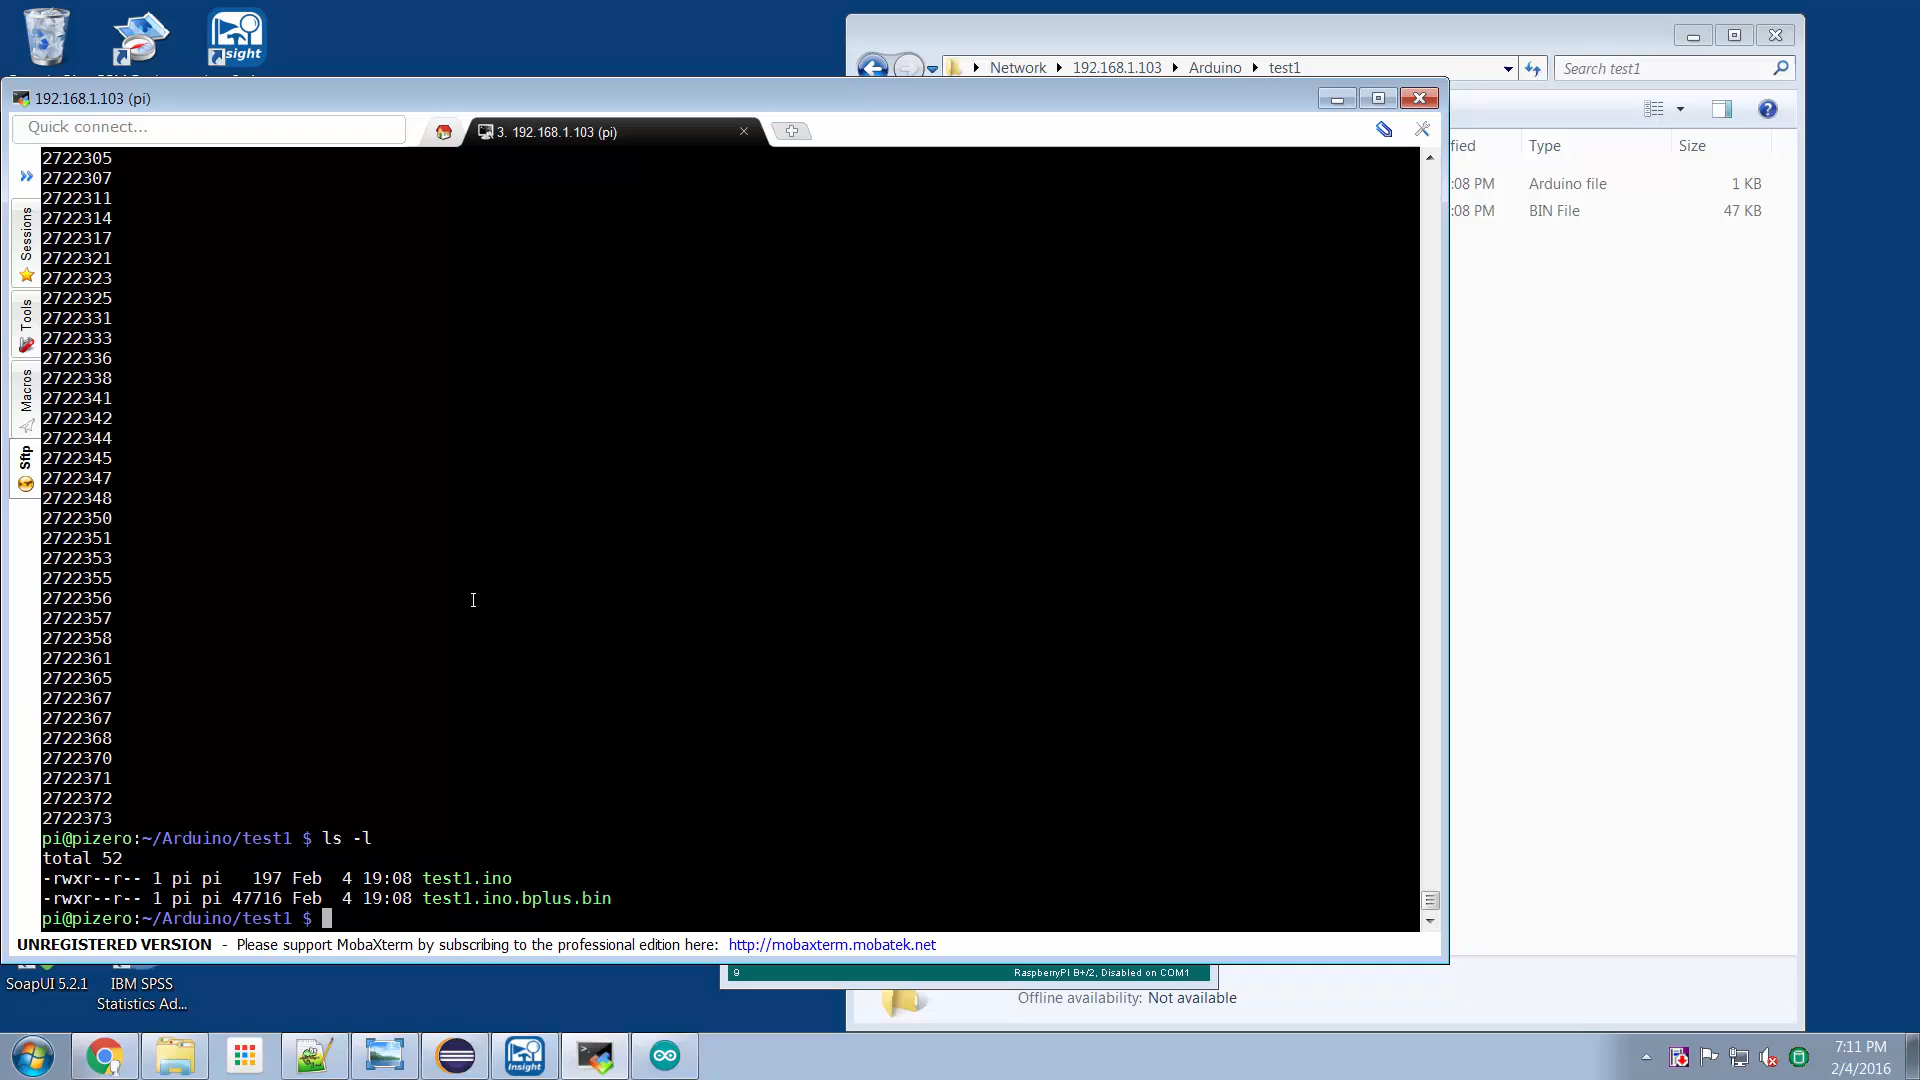 insight
Network
192.168.1.103
Arduino
test1
Search test1
192.168.1.103 (pi)
Quick connect...
3. 192.168.1.103 (pi)
fied
Type
Size
:08 PM
Arduino file
1 KB
:08 PM
BIN File
47 KB
Sessions
Tools
Macros
Sftp
2722305
2722307
2722311
2722314
2722317
2722321
2722323
2722325
2722331
2722333
2722336
2722338
2722341
2722342
2722344
2722345
2722347
2722348
2722350
2722351
2722353
2722355
2722356
2722357
2722358
2722361
2722365
2722367
2722367
2722368
2722370
2722371
2722372
2722373
pi@pizero:~/Arduino/test1 $ ls -l
total 52
-rwxr--r-- 1 pi pi   197 Feb  4 19:08 test1.ino
-rwxr--r-- 1 pi pi 47716 Feb  4 19:08 test1.ino.bplus.bin
pi@pizero:~/Arduino/test1 $
UNREGISTERED VERSION - Please support MobaXterm by subscribing to the professional edition here: http://mobaxterm.mobatek.net
9
RaspberryPI B+/2, Disabled on COM1
SoapUI 5.2.1
IBM SPSS
Statistics Ad...
Offline availability: Not available
Insight
7:11 PM
2/4/2016